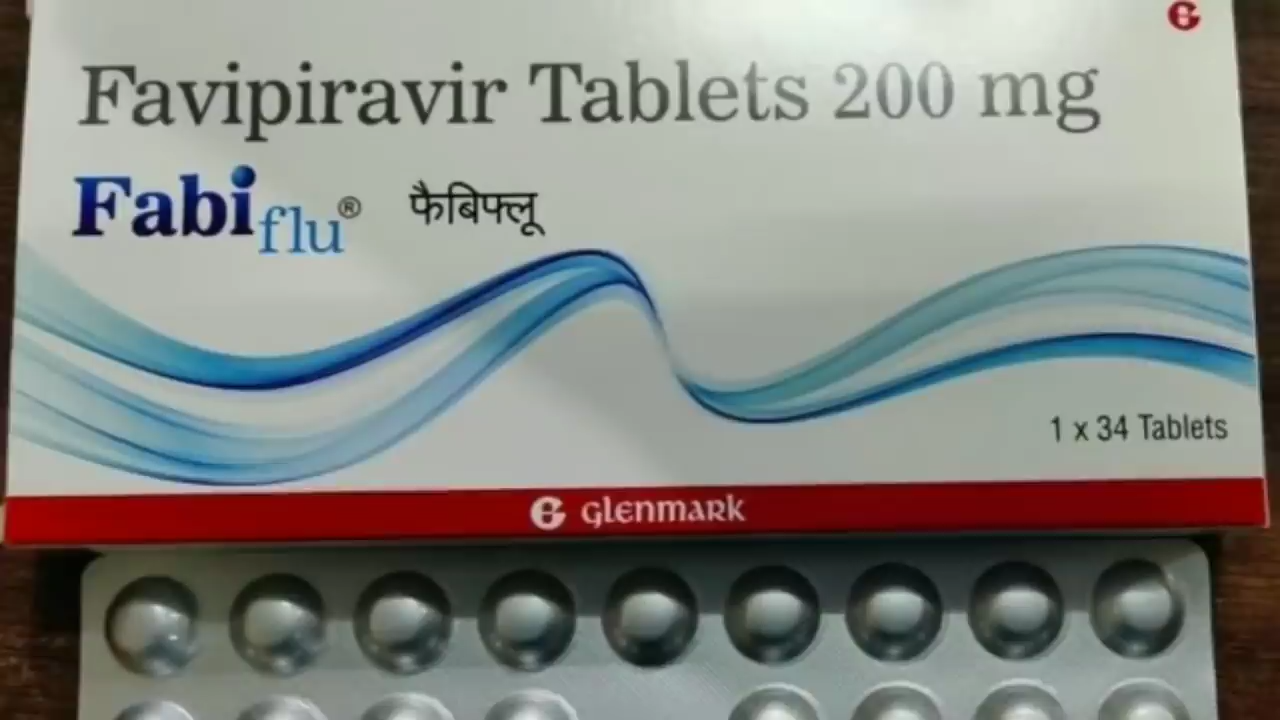 Favipiravir Tablets 200 mg
Fabiflu® फैबिफ्लू
1 x 34 Tablets
glenmark